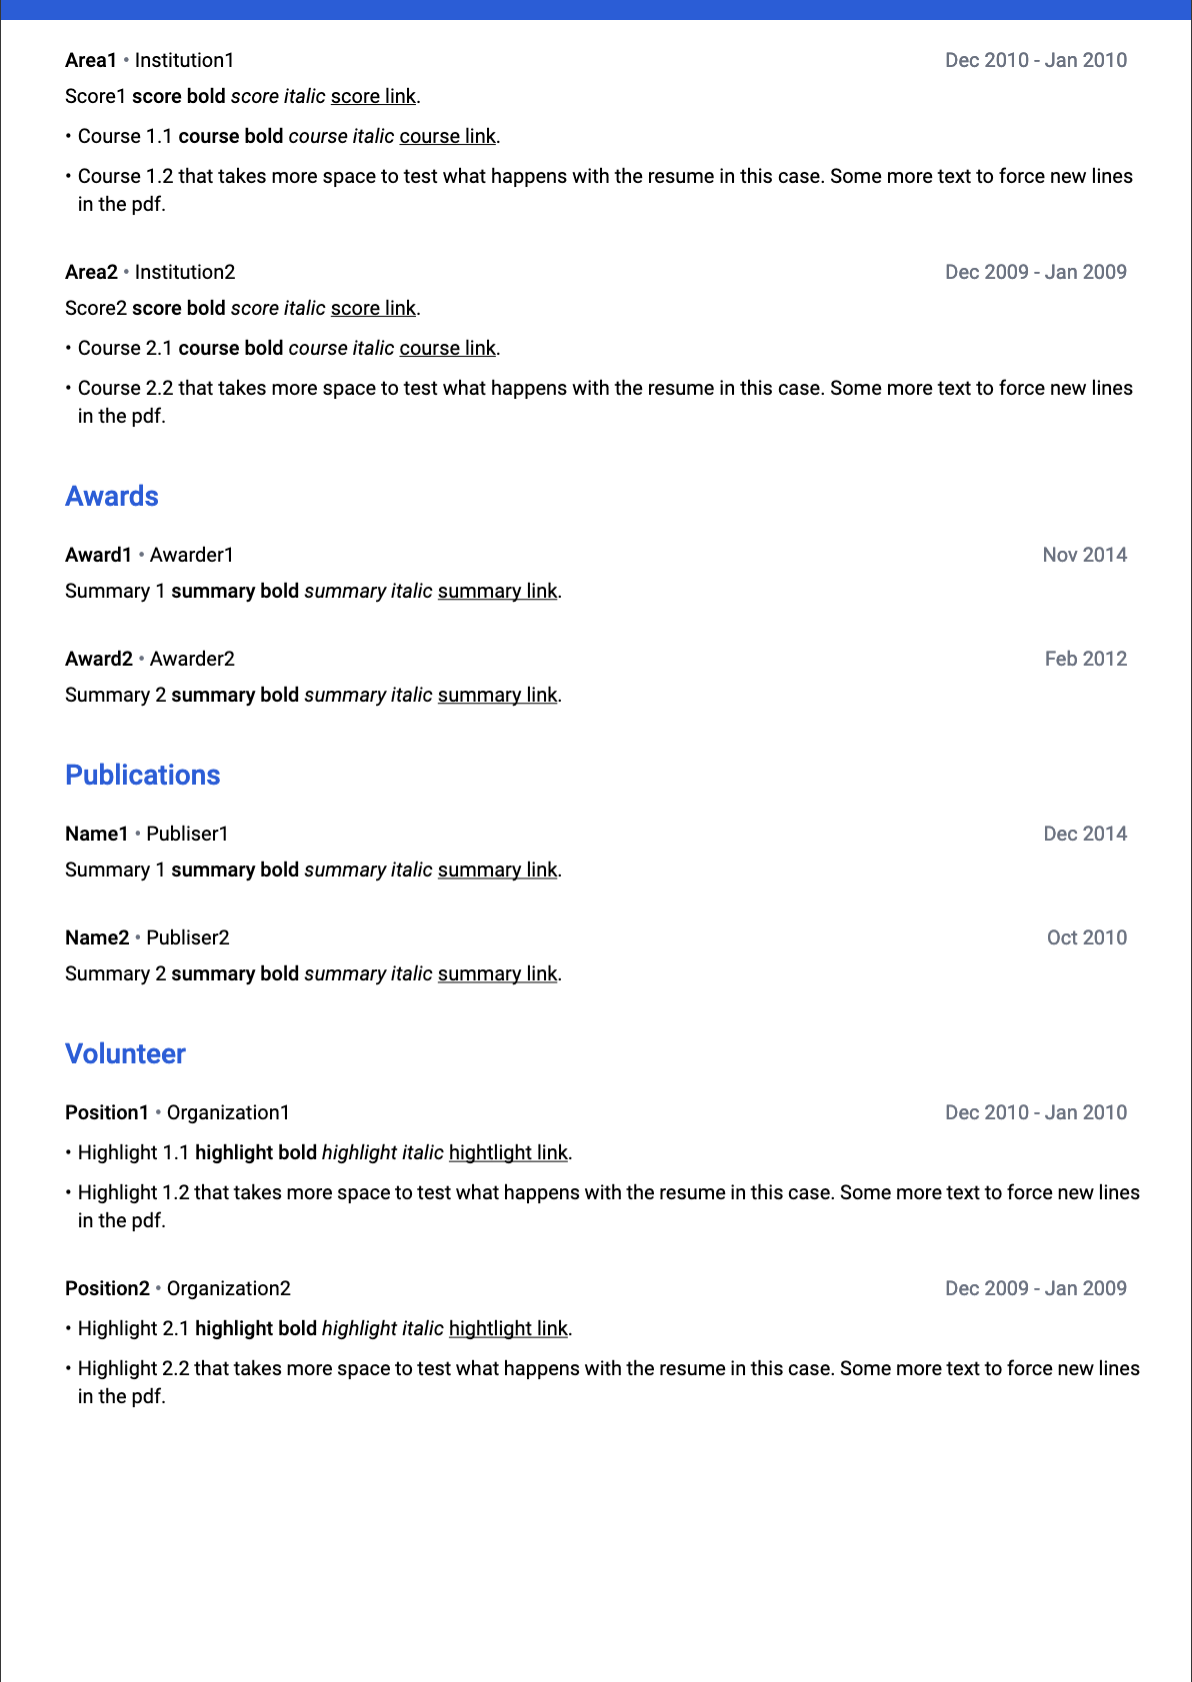 Area1 • Institution1 Dec 2010 - Jan 2010
Score1 score bold score italic score link.
• Course 1.1 course bold course italic course link.
• Course 1.2 that takes more space to test what happens with the resume in this case. Some more text to force new lines
in the pdf.
Area2 • Institution2 Dec 2009 - Jan 2009
Score2 score bold score italic score link.
• Course 2.1 course bold course italic course link.
• Course 2.2 that takes more space to test what happens with the resume in this case. Some more text to force new lines
in the pdf.
Awards
Award1 • Awarder1 Nov 2014
Summary 1 summary bold summary italic summary link.
Award2 • Awarder2 Feb 2012
Summary 2 summary bold summary italic summary link.
Publications
Name1 • Publiser1 Dec 2014
Summary 1 summary bold summary italic summary link.
Name2 • Publiser2 Oct 2010
Summary 2 summary bold summary italic summary link.
Volunteer
Position1 • Organization1 Dec 2010 - Jan 2010
• Highlight 1.1 highlight bold highlight italic hightlight link.
• Highlight 1.2 that takes more space to test what happens with the resume in this case. Some more text to force new lines
in the pdf.
Position2 • Organization2 Dec 2009 - Jan 2009
• Highlight 2.1 highlight bold highlight italic hightlight link.
• Highlight 2.2 that takes more space to test what happens with the resume in this case. Some more text to force new lines
in the pdf.